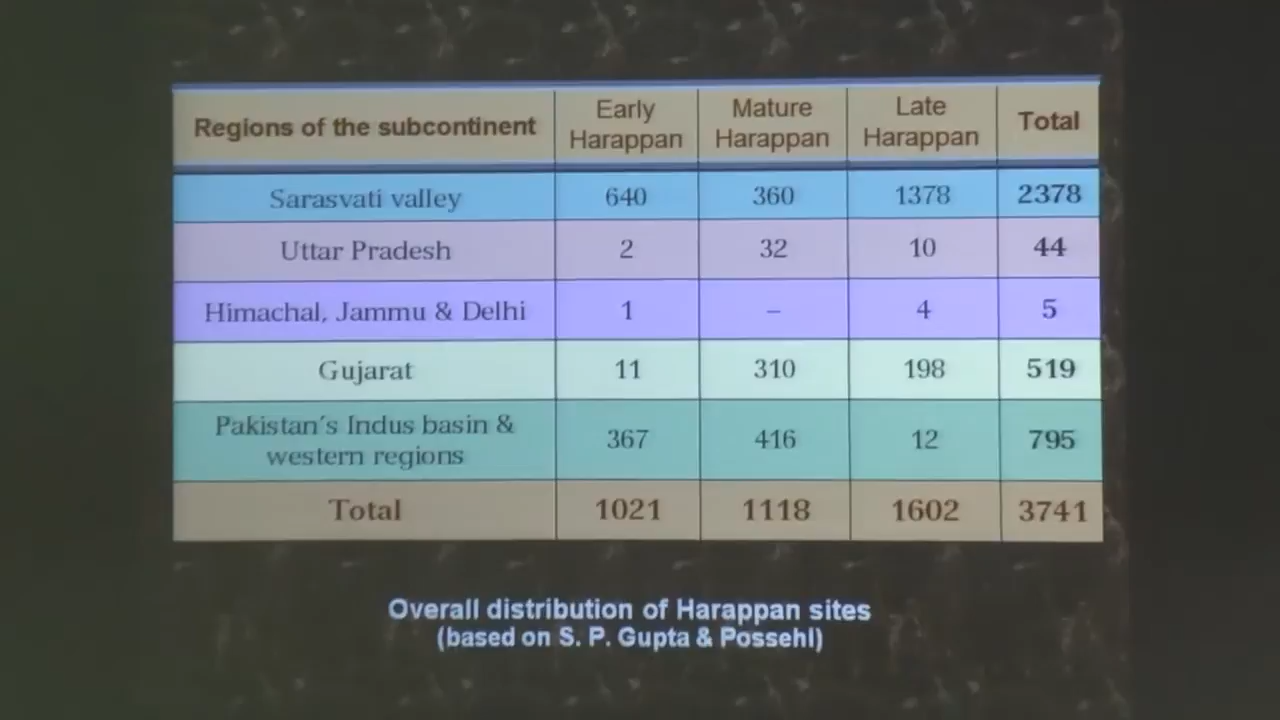 Regions of the subcontinent Early Harappan Mature Harappan Late Harappan Total
Sarasvati valley 640 360 1378 2378
Uttar Pradesh 2 32 10 44
Himachal, Jammu & Delhi 1 – 4 5
Gujarat 11 310 198 519
Pakistan's Indus basin & western regions 367 416 12 795
Total 1021 1118 1602 3741
Overall distribution of Harappan sites
(based on S. P. Gupta & Possehl)